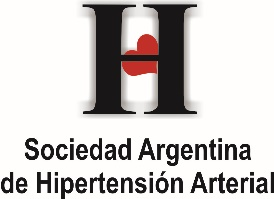 H
Sociedad Argentina
de Hipertensión Arterial